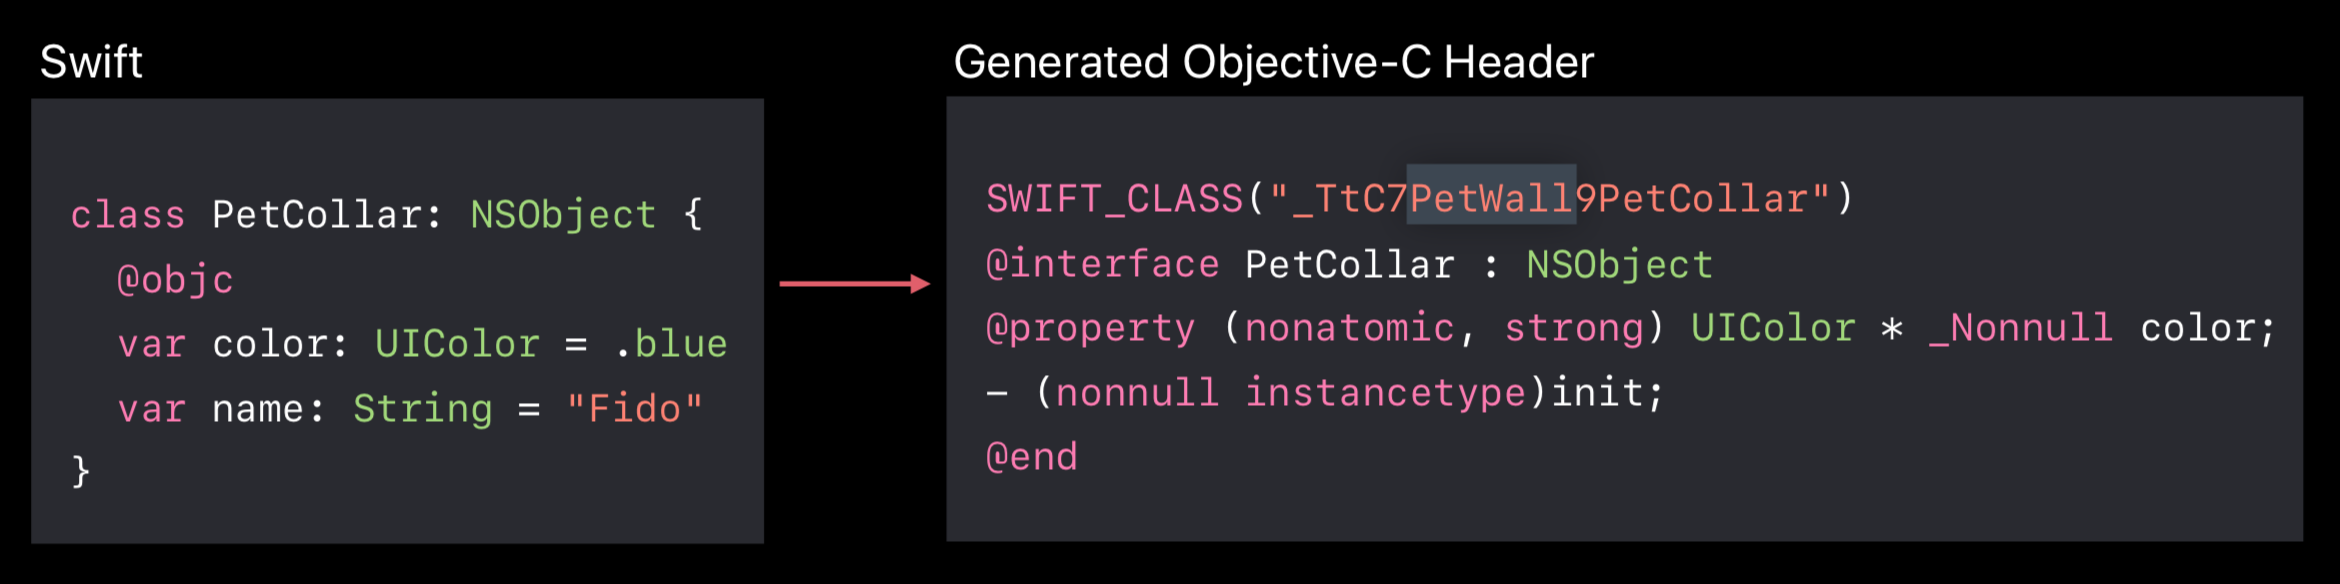 Swift
class PetCollar: NSObject {
@objc
var color: UIColor = .blue
var name: String = "Fido"
}
Generated Objective-C Header
SWIFT_CLASS("_TtC7PetWall9PetCollar")
@interface PetCollar : NSObject
@property (nonatomic, strong) UIColor * _Nonnull color;
– (nonnull instancetype)init;
@end